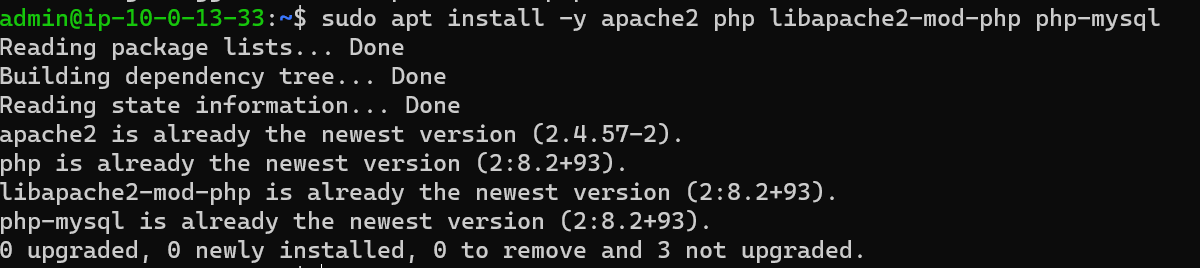 admin@ip-10-0-13-33:~$ sudo apt install -y apache2 php libapache2-mod-php php-mysql
Reading package lists... Done
Building dependency tree... Done
Reading state information... Done
apache2 is already the newest version (2.4.57-2).
php is already the newest version (2:8.2+93).
libapache2-mod-php is already the newest version (2:8.2+93).
php-mysql is already the newest version (2:8.2+93).
0 upgraded, 0 newly installed, 0 to remove and 3 not upgraded.